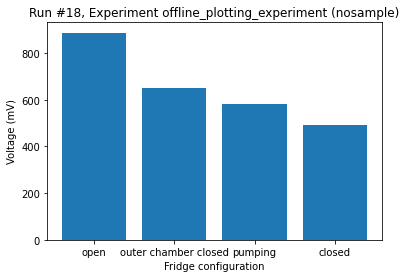 Run #18, Experiment offline_plotting_experiment (nosample)
800
600
400
200
0
Voltage (mV)
open
outer chamber closed
pumping
closed
Fridge configuration